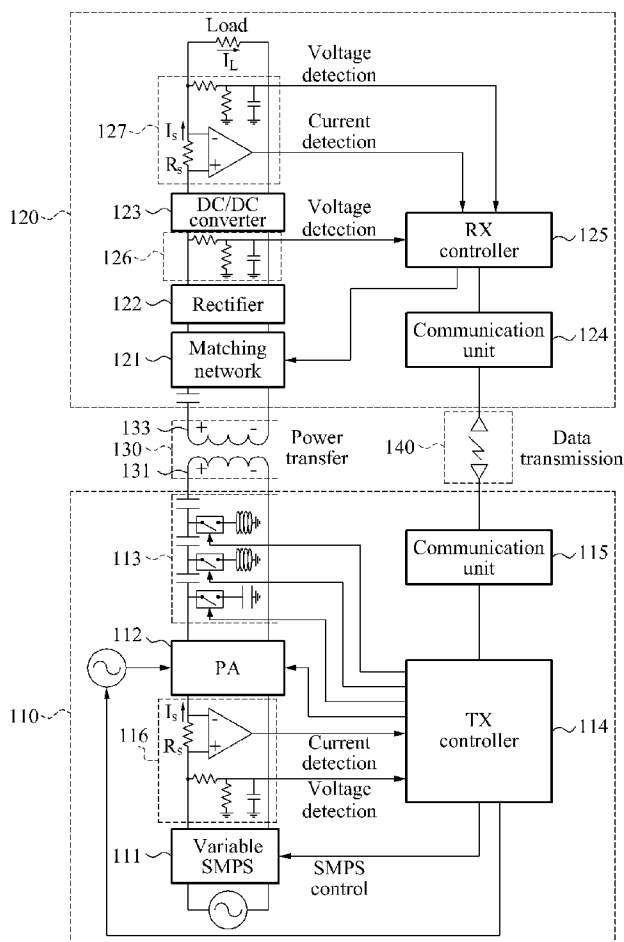 Load
I_L
Voltage
detection
127
I_s
-
Current
detection
R_s
+
120
123
DC/DC
converter
Voltage
detection
RX
controller
125
126
122
Rectifier
Communication
unit
124
121
Matching
network
133
+
-
130
Power
transfer
140
Data
transmission
131
+
-
113
Communication
unit
115
112
PA
110
I_s
-
TX
controller
114
116
R_s
+
Current
detection
Voltage
detection
111
Variable
SMPS
SMPS
control